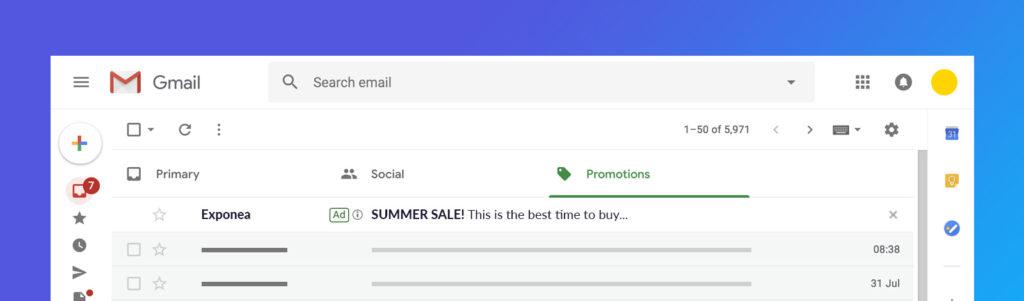 Gmail
Search email
1–50 of 5,971
31
Primary
Social
Promotions
7
Exponea
Ad
SUMMER SALE! This is the best time to buy...
08:38
31 Jul